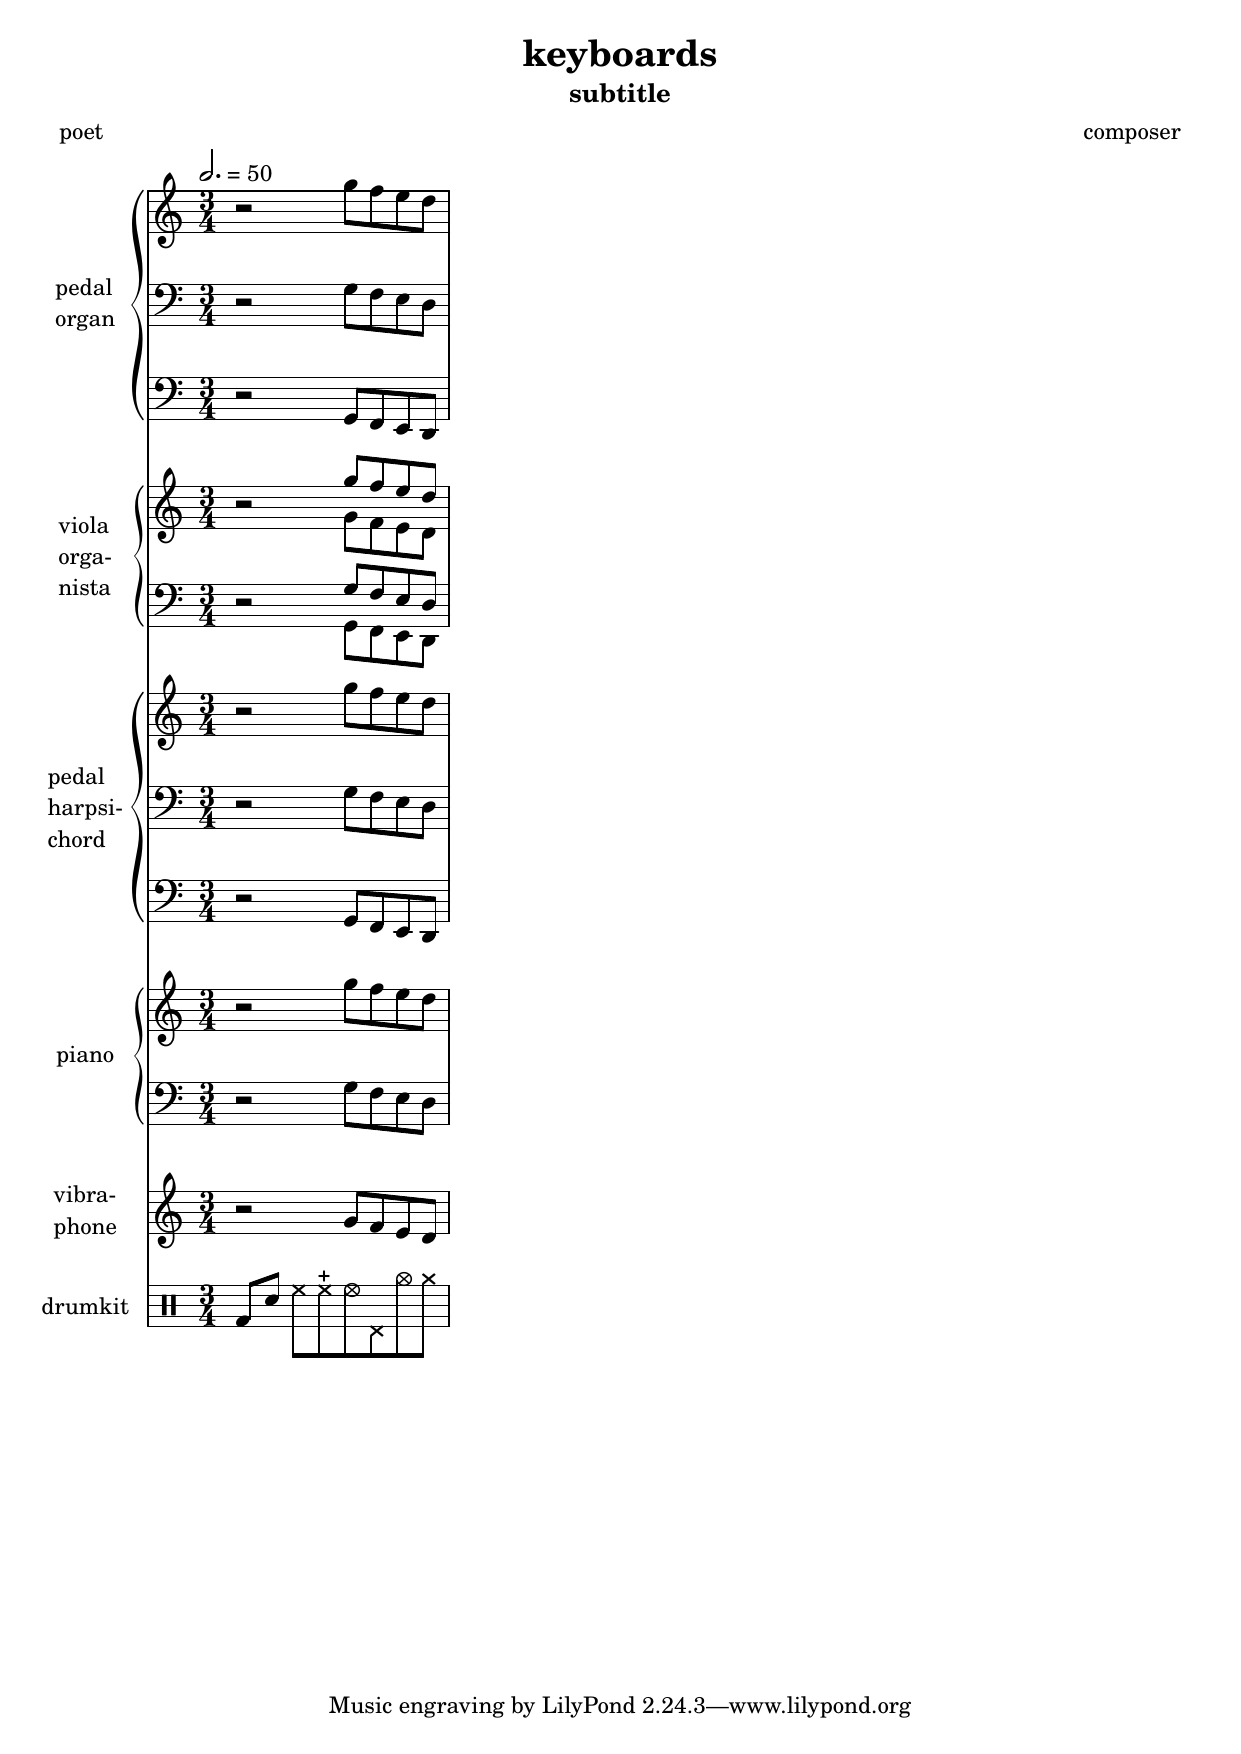 keyboards
subtitle
poet
composer
= 50
pedal
organ
viola
orga-
nista
pedal
harpsi-
chord
piano
vibra-
phone
drumkit
Music engraving by LilyPond 2.24.3—www.lilypond.org